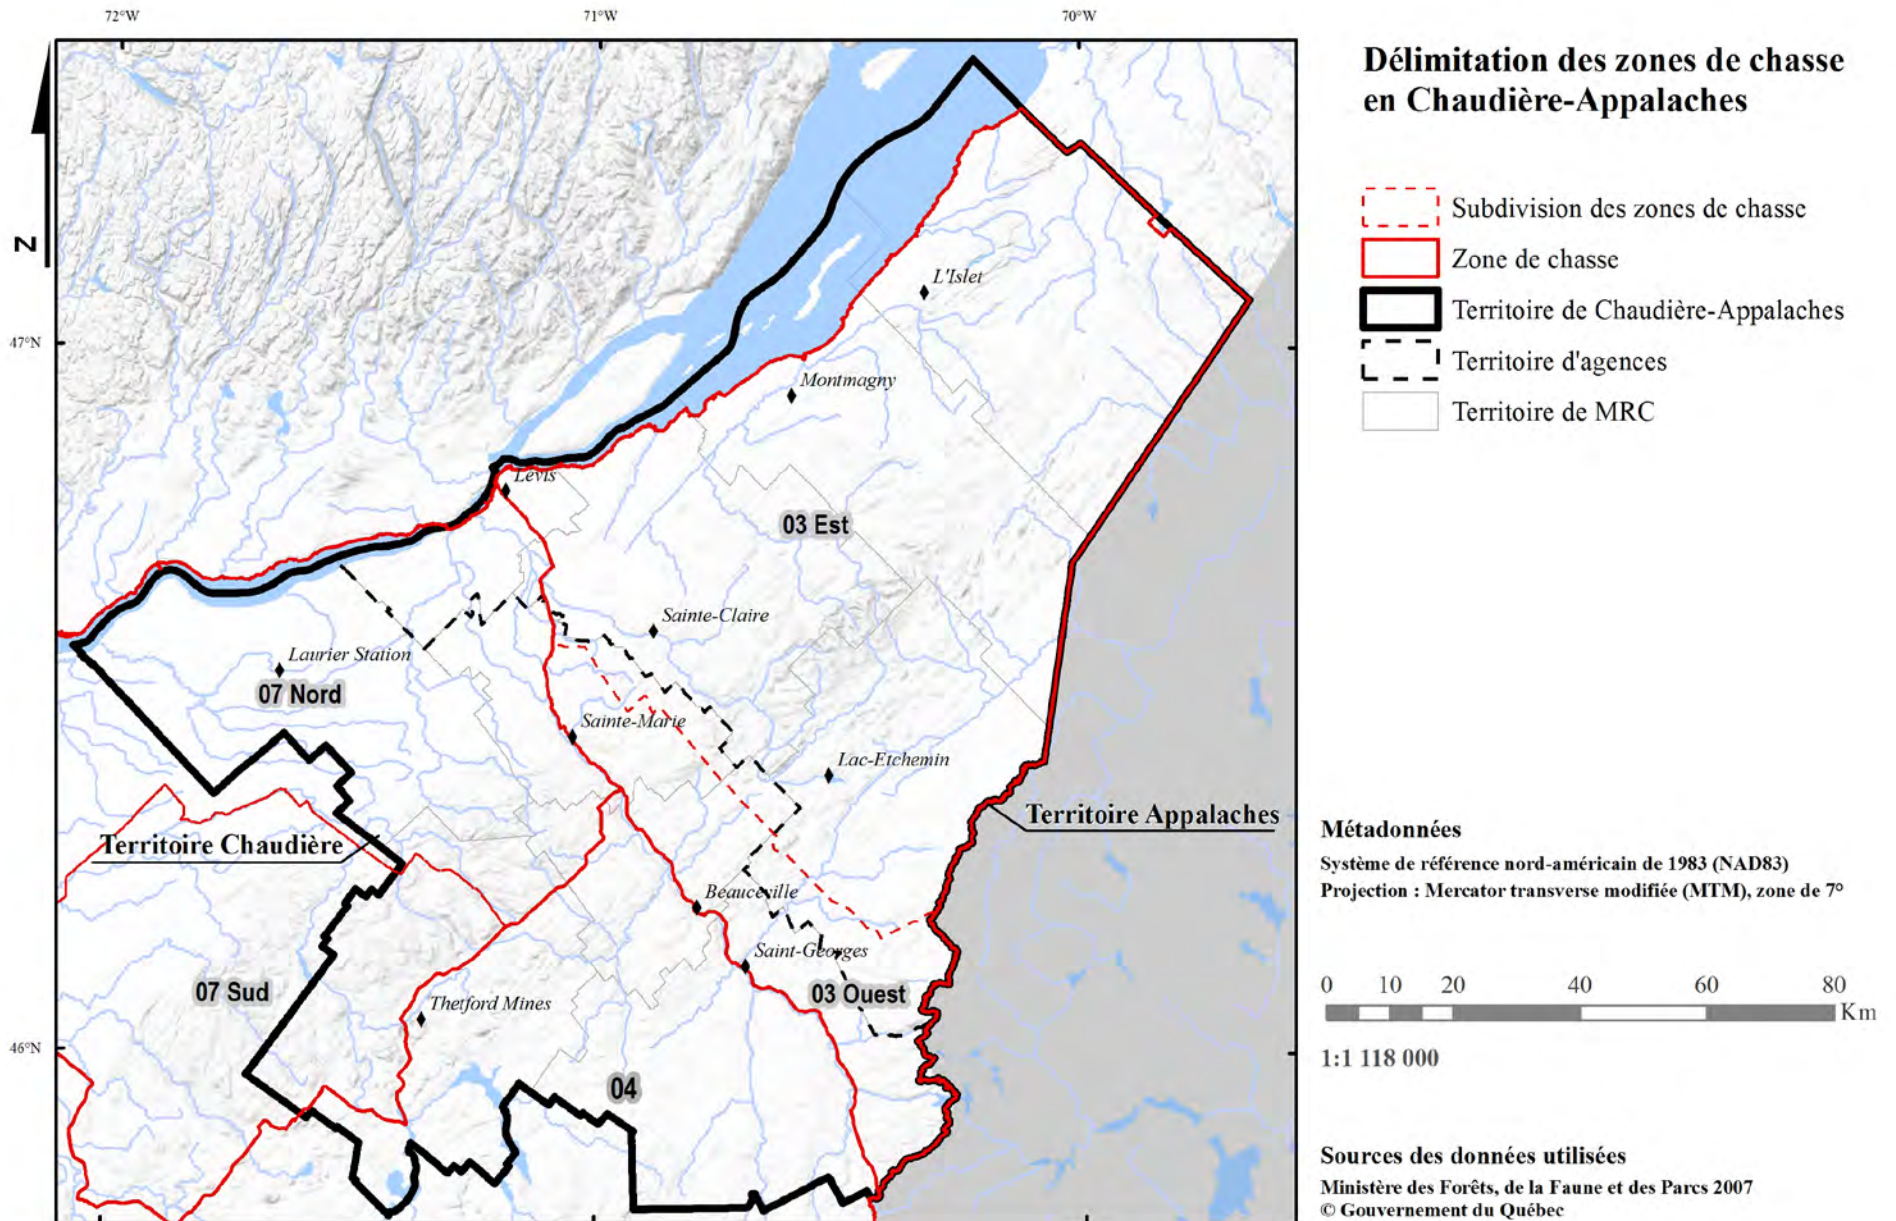 72°W
71°W
70°W
Délimitation des zones de chasse
en Chaudière-Appalaches
Subdivision des zones de chasse
N
Zone de chasse
L'Islet
Territoire de Chaudière-Appalaches
47°N
Territoire d'agences
Montmagny
Territoire de MRC
Lévis
03 Est
Sainte-Claire
Laurier Station
07 Nord
Sainte-Marie
Lac-Etchemin
Territoire Appalaches
Territoire Chaudière
Métadonnées
Système de référence nord-américain de 1983 (NAD83)
Projection : Mercator transverse modifiée (MTM), zone de 7°
Beauceville
Saint-Georges
07 Sud
03 Ouest
Thetford Mines
0 10 20 40 60 80
Km
46°N
1:1 118 000
04
Sources des données utilisées
Ministère des Forêts, de la Faune et des Parcs 2007
© Gouvernement du Québec